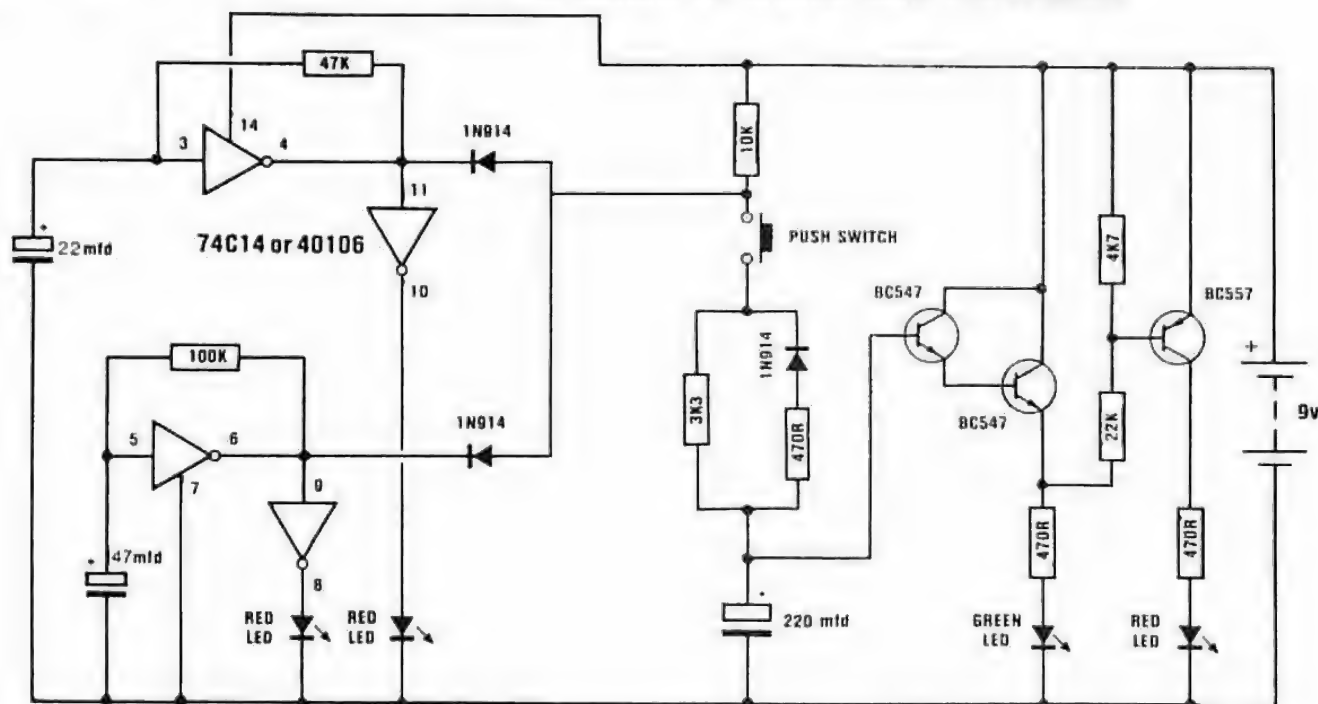 47K
14
3
4
1N914
10K
11
+
22mfd
74C14 or 40106
PUSH SWITCH
10
4K7
BC547
BC557
100K
1N914
+
5
6
1N914
3K3
470R
BC547
22K
9v
7
9
+
47mfd
8
470R
470R
RED
LED
RED
LED
220 mfd
GREEN
LED
RED
LED